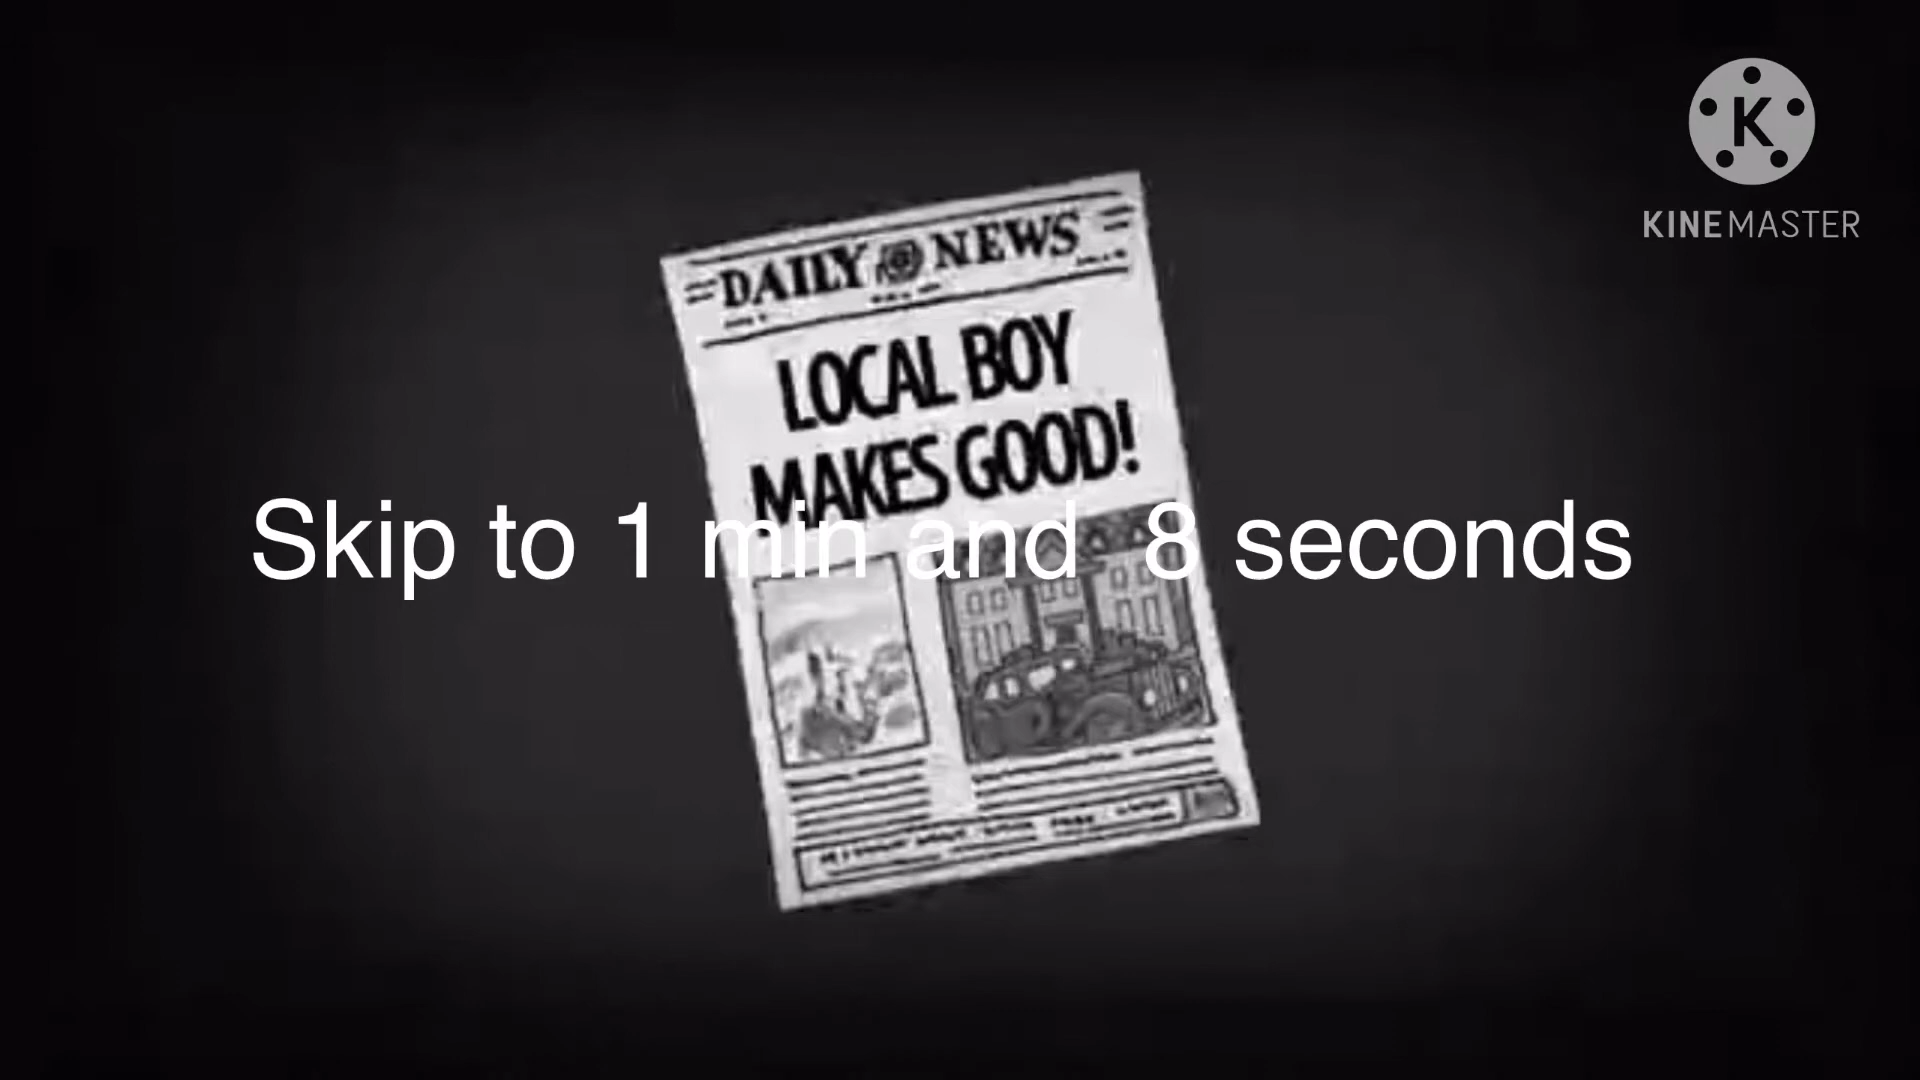 K
KINEMASTER
DAILY NEWS
LOCAL BOY
MAKES GOOD!
Skip to 1 min and 8 seconds